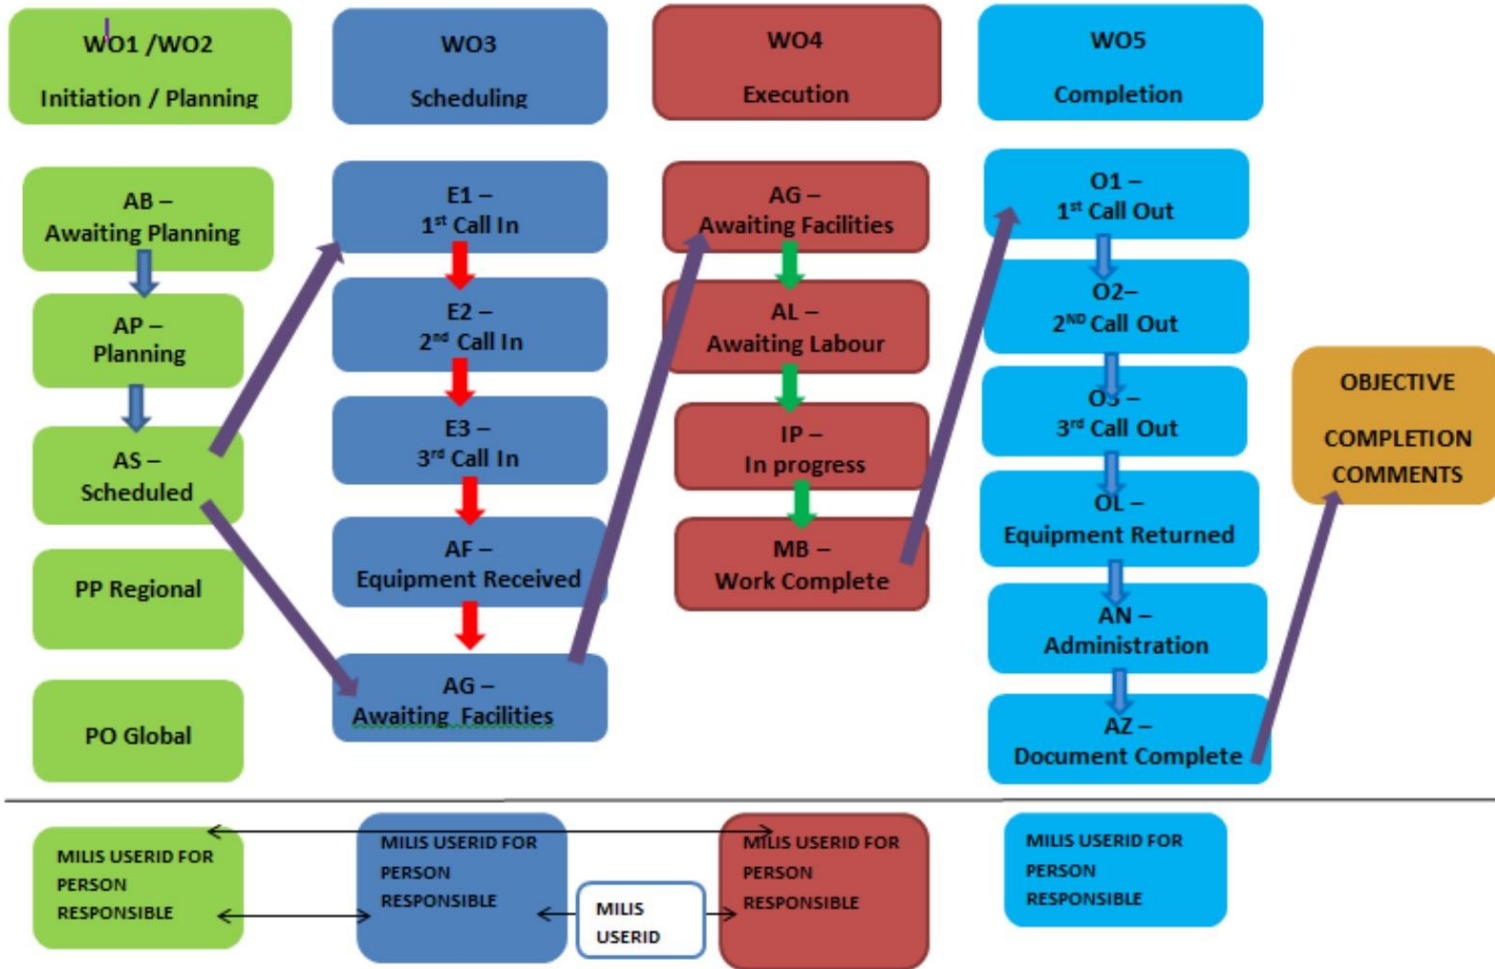 WO1 /WO2
Initiation / Planning
AB –
Awaiting Planning
AP –
Planning
AS –
Scheduled
PP Regional
PO Global
WO3
Scheduling
E1 –
1st Call In
E2 –
2nd Call In
E3 –
3rd Call In
AF –
Equipment Received
AG –
Awaiting Facilities
WO4
Execution
AG –
Awaiting Facilities
AL –
Awaiting Labour
IP –
In progress
MB –
Work Complete
WO5
Completion
O1 –
1st Call Out
O2–
2ND Call Out
O3 –
3rd Call Out
OL –
Equipment Returned
AN –
Administration
AZ –
Document Complete
OBJECTIVE
COMPLETION
COMMENTS
MILIS USERID FOR
PERSON
RESPONSIBLE
MILIS USERID FOR
PERSON
RESPONSIBLE
MILIS
USERID
MILIS USERID FOR
PERSON
RESPONSIBLE
MILIS USERID FOR
PERSON
RESPONSIBLE